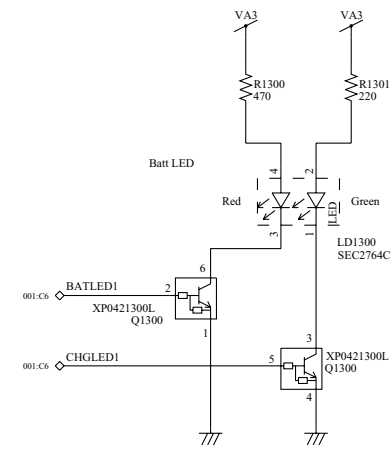 VA3 VA3
R1300 R1301
470 220
Batt LED
4 2
Red LED Green
3 1
LD1300
SEC2764C
6
BATLED1
001:C6 2
XP0421300L
Q1300
1
3
CHGLED1 XP0421300L
001:C6 5 Q1300
4